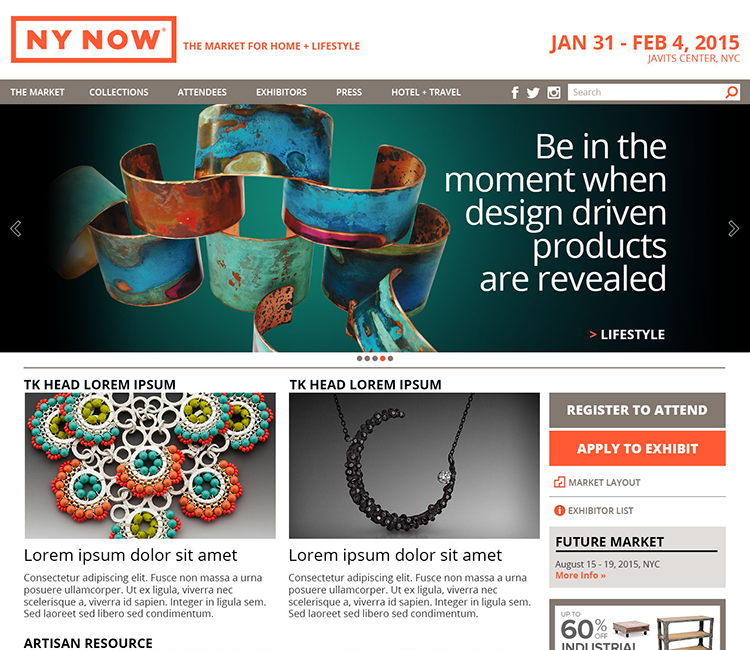 NY NOW®
THE MARKET FOR HOME + LIFESTYLE
JAN 31 - FEB 4, 2015
JAVITS CENTER, NYC
THE MARKET
COLLECTIONS
ATTENDEES
EXHIBITORS
PRESS
HOTEL + TRAVEL
Search
Be in the
moment when
design driven
products
are revealed
> LIFESTYLE
TK HEAD LOREM IPSUM
Lorem ipsum dolor sit amet
Consectetur adipiscing elit. Fusce non massa a urna
posuere ullamcorper. Ut ex ligula, viverra nec
scelerisque a, viverra id sapien. Integer in ligula sem.
Sed laoreet sed condimentum.
TK HEAD LOREM IPSUM
Lorem ipsum dolor sit amet
Consectetur adipiscing elit. Fusce non massa a urna
posuere ullamcorper. Ut ex ligula, viverra nec
scelerisque a, viverra id sapien. Integer in ligula sem.
Sed laoreet sed condimentum.
ARTISAN RESOURCE
REGISTER TO ATTEND
APPLY TO EXHIBIT
MARKET LAYOUT
EXHIBITOR LIST
FUTURE MARKET
August 15 - 19, 2015, NYC
More Info »
UP TO
60% OFF
INDUSTRIAL